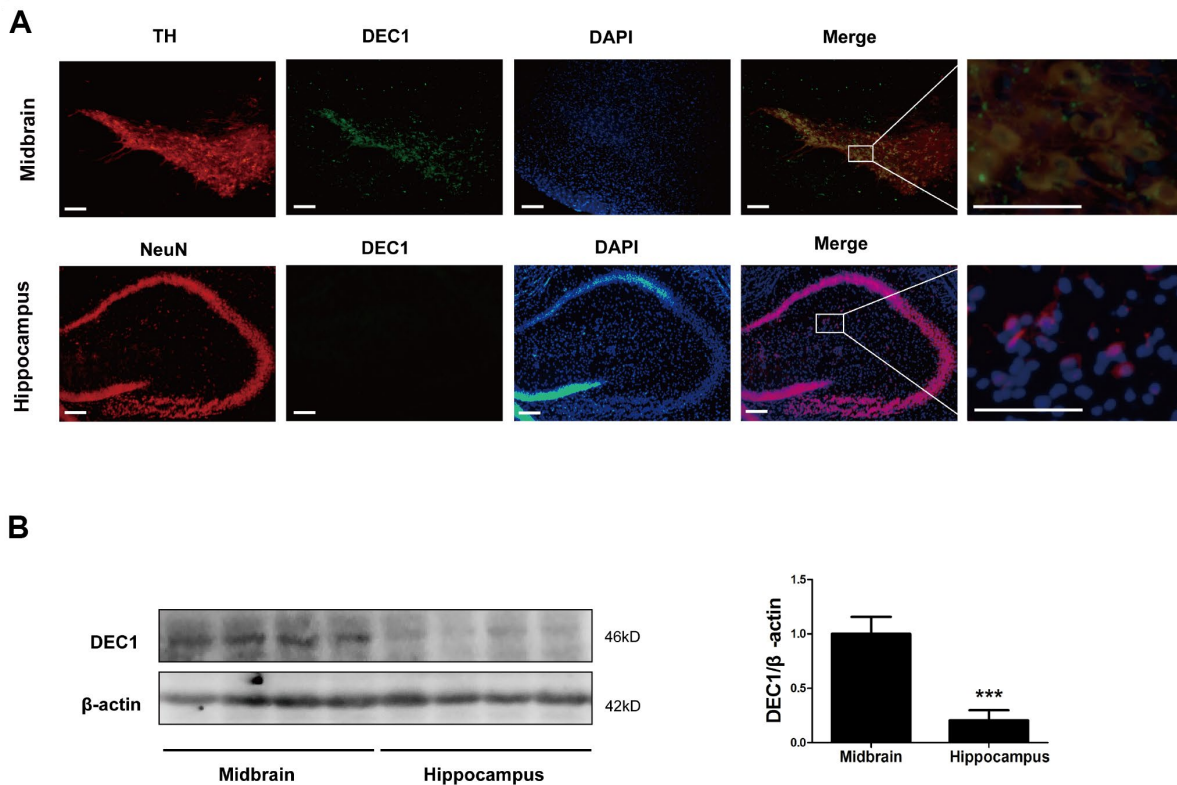 A
TH DEC1 DAPI Merge
Midbrain
NeuN DEC1 DAPI Merge
Hippocampus
B
DEC1 46kD
β-actin 42kD
Midbrain Hippocampus
DEC1/β -actin
1.5
1.0
0.5
0.0
***
Midbrain Hippocampus